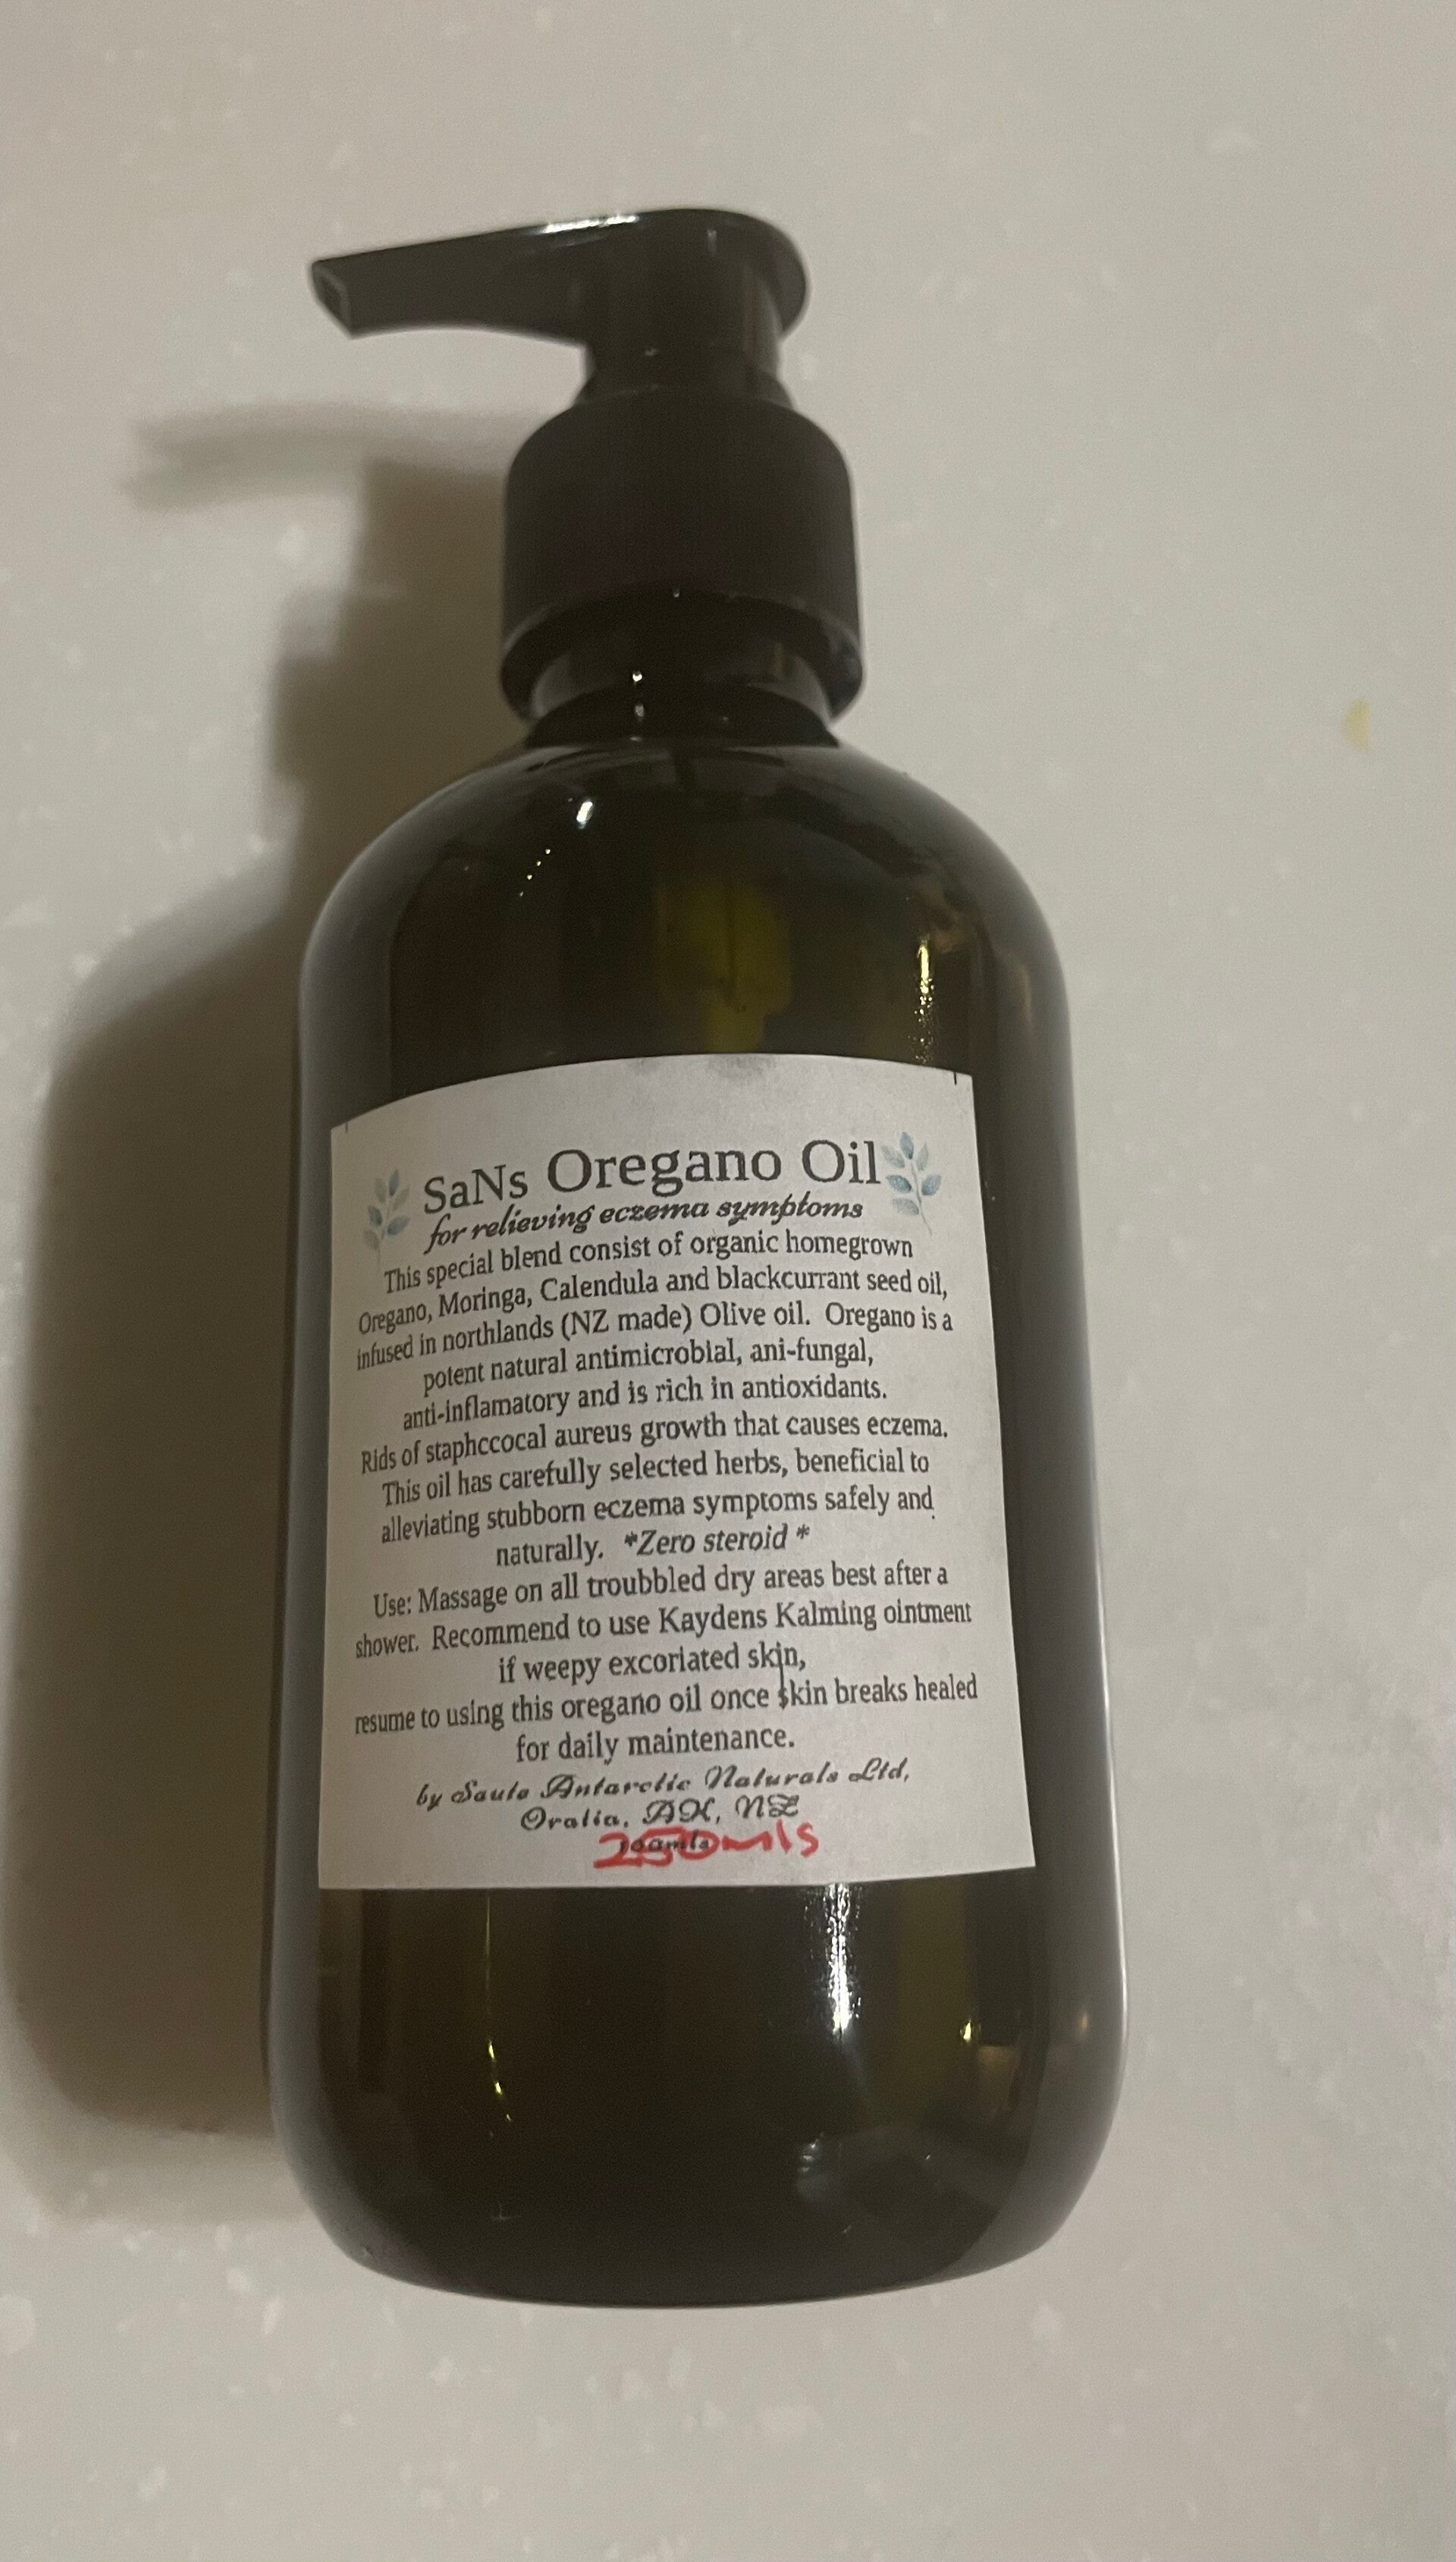 SaNs Oregano Oil
for relieving eczema symptoms
This special blend consist of organic homegrown
Oregano, Moringa, Calendula and blackcurrant seed oil,
infused in northlands (NZ made) Olive oil. Oregano is a
potent natural antimicrobial, ani-fungal,
anti-inflamatory and is rich in antioxidants.
Rids of staphccocal aureus growth that causes eczema.
This oil has carefully selected herbs, beneficial to
alleviating stubborn eczema symptoms safely and
naturally. *Zero steroid *
Use: Massage on all troubbled dry areas best after a
shower. Recommend to use Kaydens Kalming ointment
if weepy excoriated skin,
resume to using this oregano oil once skin breaks healed
for daily maintenance.
by Saula Antarctic Naturals Ltd,
Oratia, AK, NZ
250mls